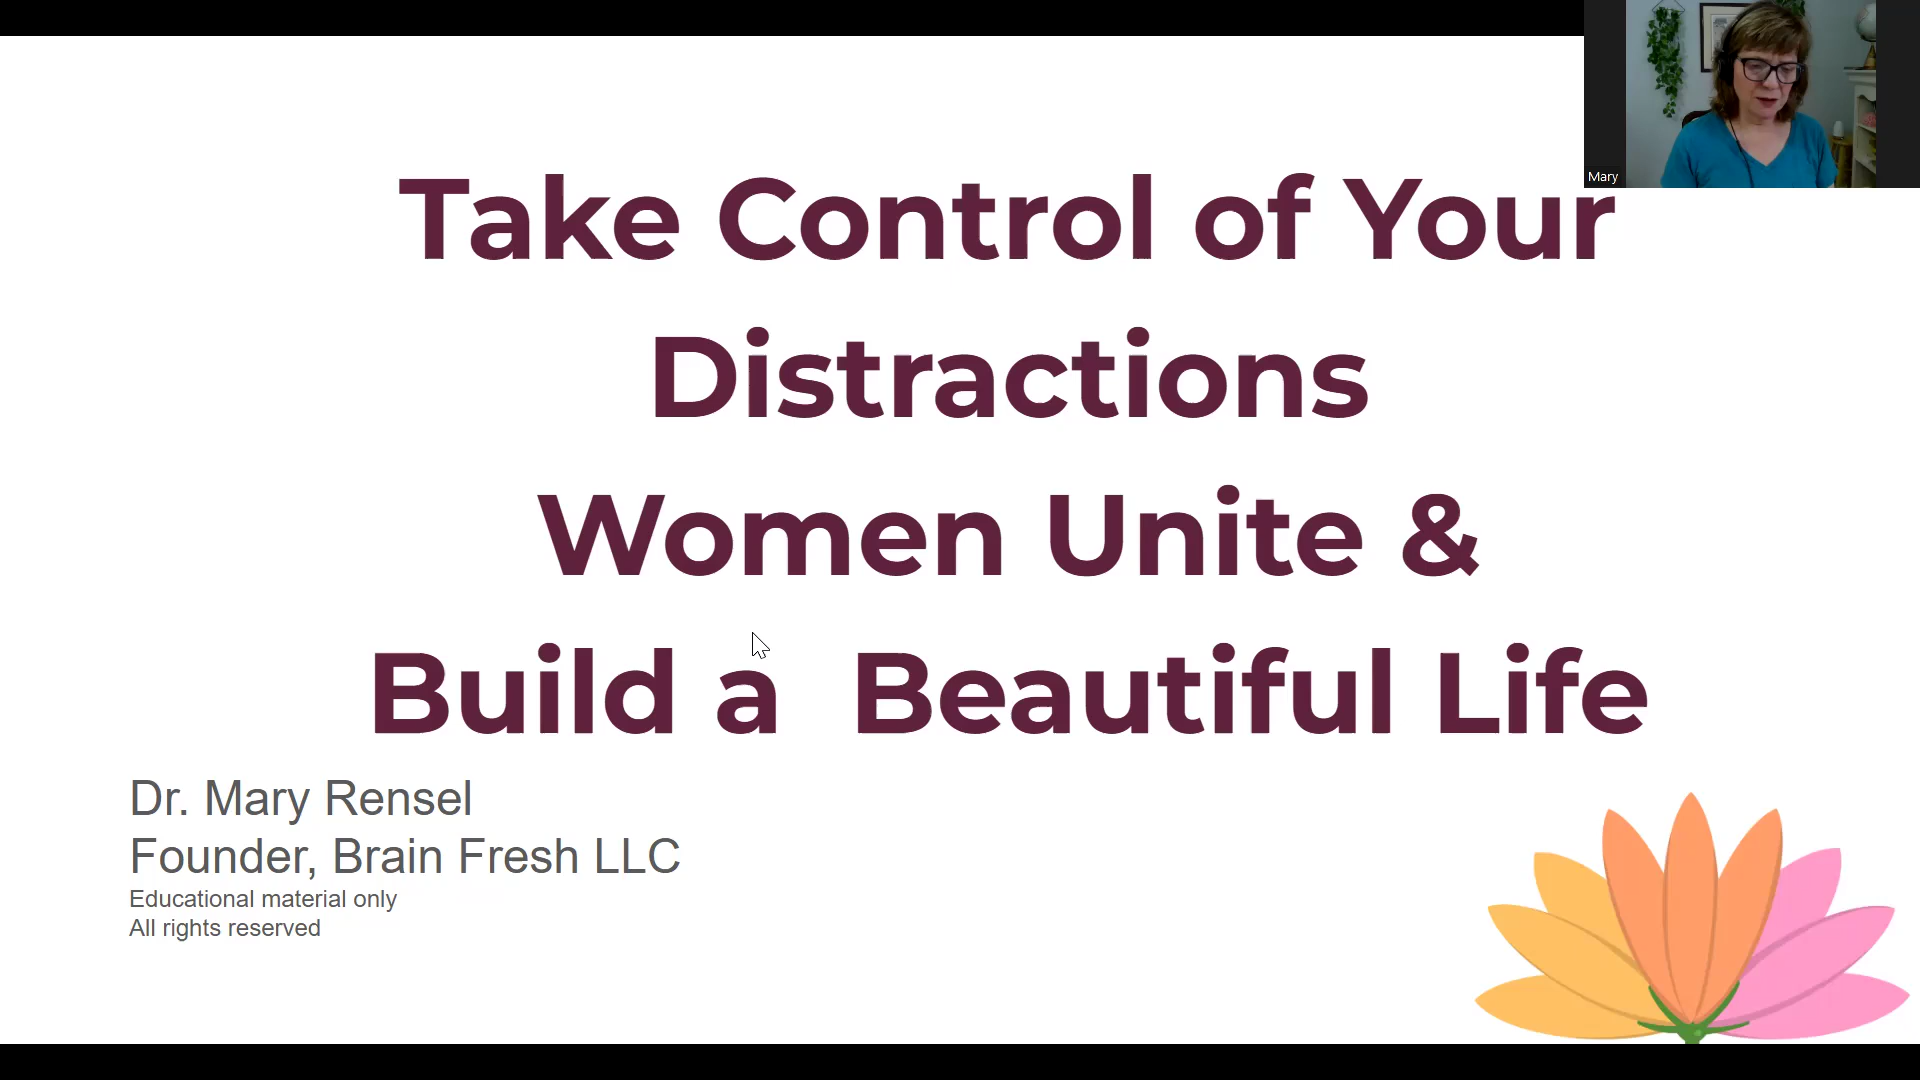 Take Control of Your
Distractions
Women Unite &
Build a  Beautiful Life
Dr. Mary Rensel
Founder, Brain Fresh LLC
Educational material only
All rights reserved
Mary